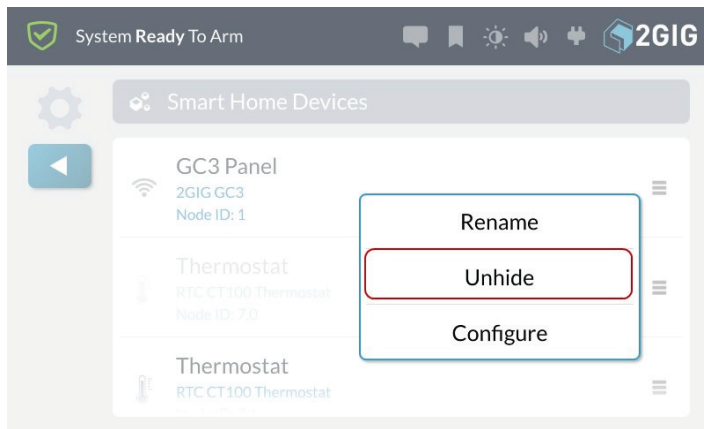 System Ready To Arm
2GIG
Smart Home Devices
GC3 Panel
2GIG GC3
Node ID: 1
Rename
Thermostat
RTC CT100 Thermostat
Node ID: 7.0
Unhide
Configure
Thermostat
RTC CT100 Thermostat